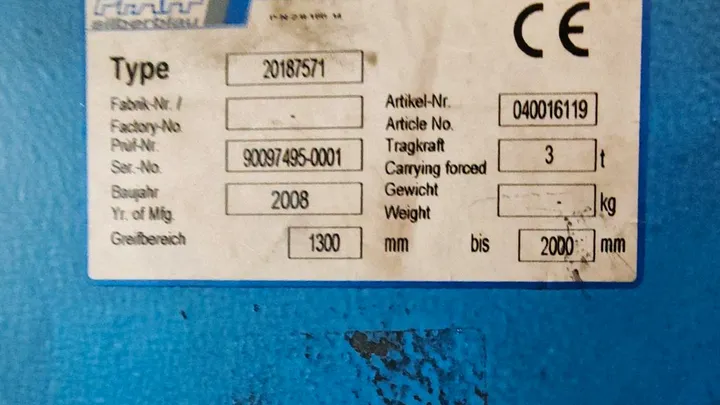 silberblau
Type 20187571
Fabrik-Nr. /
Factory-No. -
Prüf-Nr.
Ser.-No. 90097495-0001
Baujahr
Yr. of Mfg. 2008
Greifbereich 1300 mm bis 2000 mm
Artikel-Nr.
Article No. 040016119
Tragkraft
Carrying forced 3 t
Gewicht
Weight - kg
CE